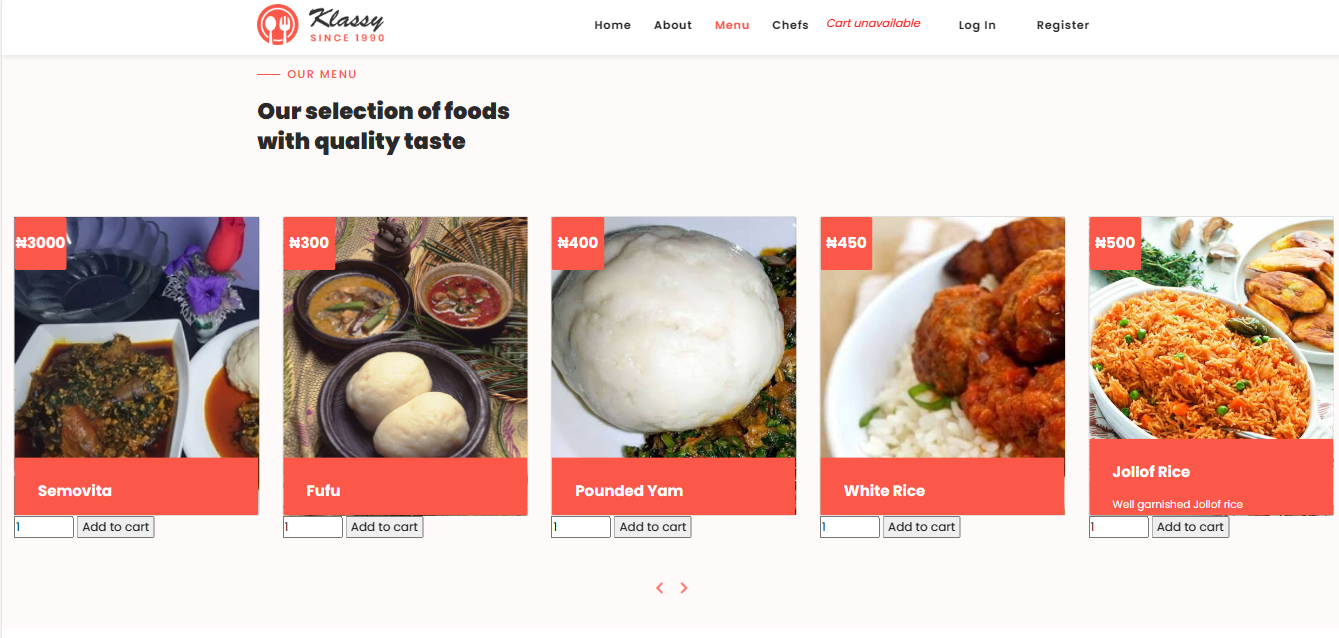 Klassy
SINCE 1990
Home About Menu Chefs Cart unavailable Log In Register
OUR MENU
Our selection of foods
with quality taste
₦3000
₦300
₦400
₦450
₦500
Semovita
Fufu
Pounded Yam
White Rice
Jollof Rice
Well garnished Jollof rice
1 Add to cart
1 Add to cart
1 Add to cart
1 Add to cart
1 Add to cart